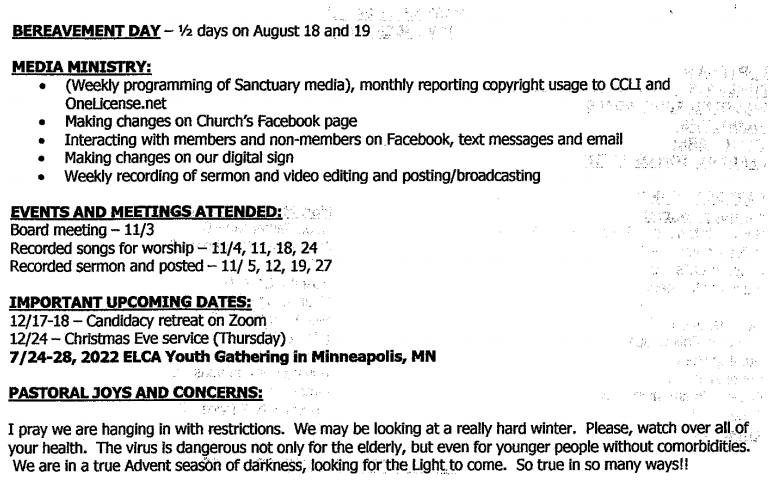 BEREAVEMENT DAY – ½ days on August 18 and 19
MEDIA MINISTRY:
• (Weekly programming of Sanctuary media), monthly reporting copyright usage to CCLI and
OneLicense.net
• Making changes on Church's Facebook page
• Interacting with members and non-members on Facebook, text messages and email
• Making changes on our digital sign
• Weekly recording of sermon and video editing and posting/broadcasting
EVENTS AND MEETINGS ATTENDED:
Board meeting – 11/3
Recorded songs for worship – 11/4, 11, 18, 24
Recorded sermon and posted – 11/ 5, 12, 19, 27
IMPORTANT UPCOMING DATES:
12/17-18 – Candidacy retreat on Zoom
12/24 – Christmas Eve service (Thursday)
7/24-28, 2022 ELCA Youth Gathering in Minneapolis, MN
PASTORAL JOYS AND CONCERNS:
I pray we are hanging in with restrictions. We may be looking at a really hard winter. Please, watch over all of
your health. The virus is dangerous not only for the elderly, but even for younger people without comorbidities.
We are in a true Advent season of darkness, looking for the Light to come. So true in so many ways!!